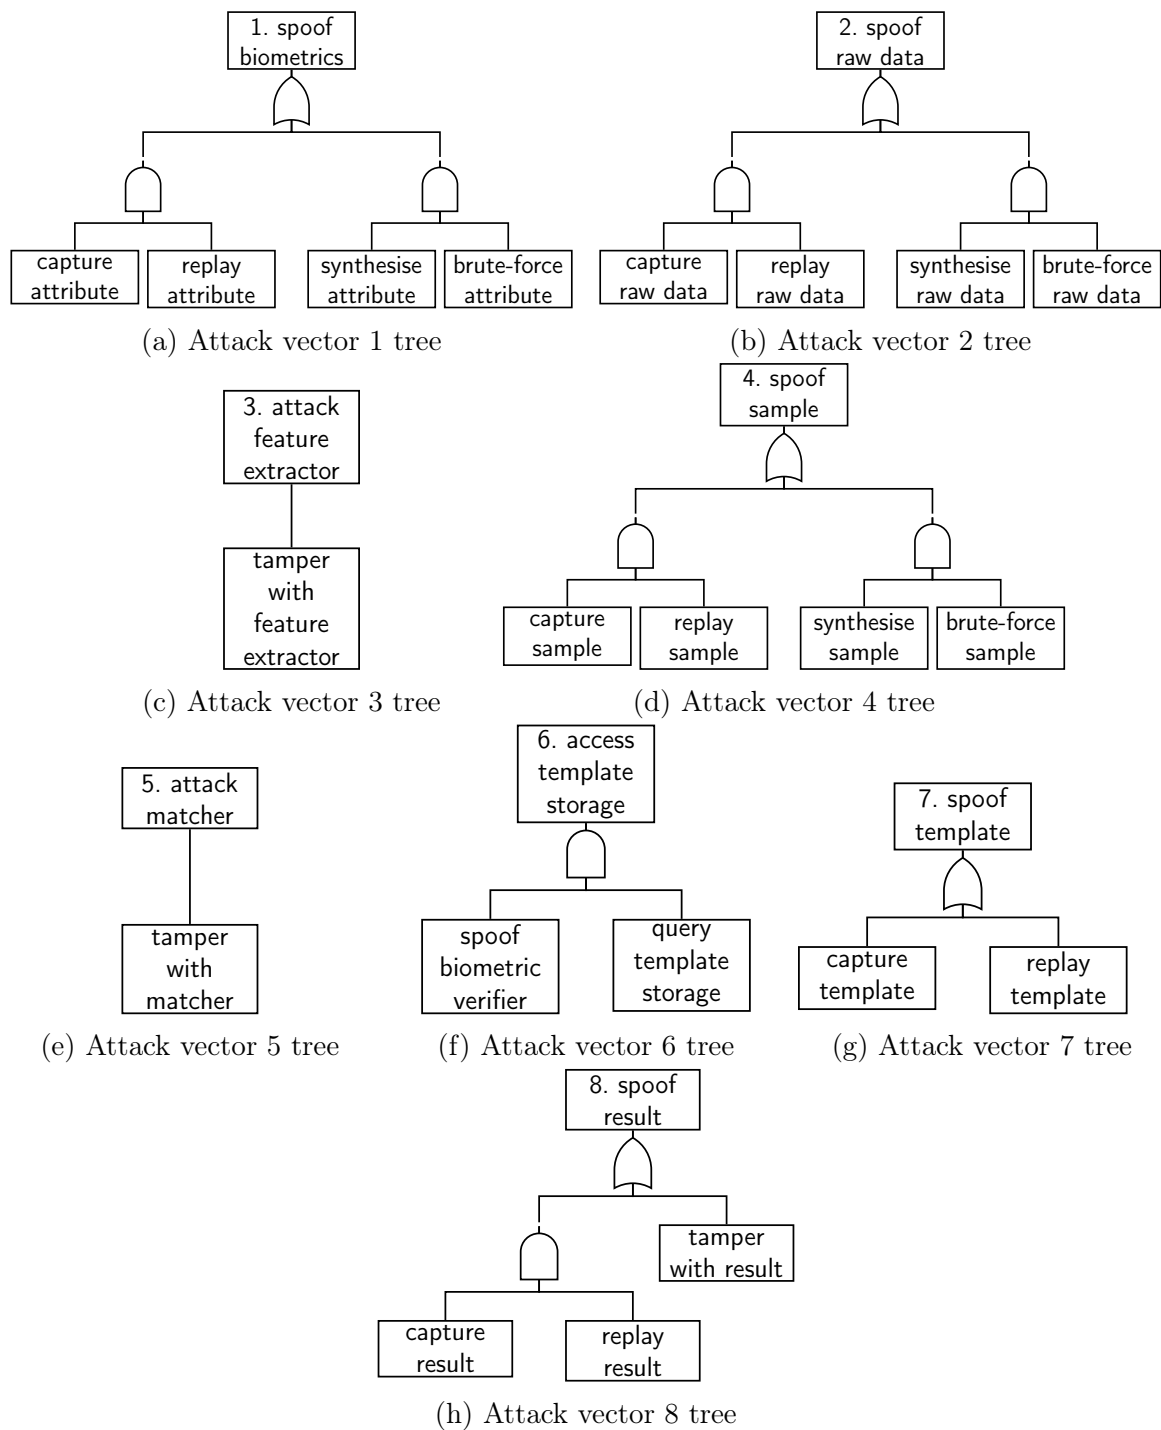 1. spoof
biometrics
capture
attribute
replay
attribute
synthesise
attribute
brute-force
attribute
(a) Attack vector 1 tree
2. spoof
raw data
capture
raw data
replay
raw data
synthesise
raw data
brute-force
raw data
(b) Attack vector 2 tree
3. attack
feature
extractor
tamper
with
feature
extractor
(c) Attack vector 3 tree
4. spoof
sample
capture
sample
replay
sample
synthesise
sample
brute-force
sample
(d) Attack vector 4 tree
5. attack
matcher
tamper
with
matcher
(e) Attack vector 5 tree
6. access
template
storage
spoof
biometric
verifier
query
template
storage
(f) Attack vector 6 tree
7. spoof
template
capture
template
replay
template
(g) Attack vector 7 tree
8. spoof
result
tamper
with result
capture
result
replay
result
(h) Attack vector 8 tree